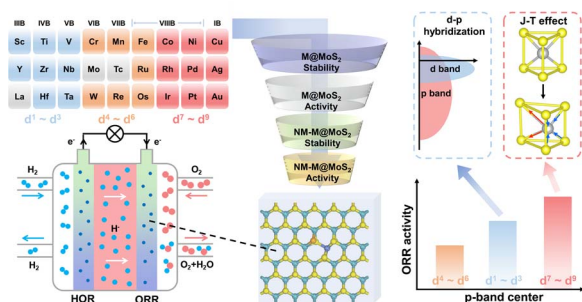 IIIB IVB VB VIB VIIB VIIIB IB
Sc Ti V Cr Mn Fe Co Ni Cu
Y Zr Nb Mo Tc Ru Rh Pd Ag
La Hf Ta W Re Os Ir Pt Au
d¹ ~ d³ d⁴ ~ d⁶ d⁷ ~ d⁹
e⁻ e⁻
H₂ O₂
H⁺
H₂ O₂+H₂O
HOR ORR
M@MoS₂
Stability
M@MoS₂
Activity
NM-M@MoS₂
Stability
NM-M@MoS₂
Activity
d-p
hybridization
d band
p band
J-T effect
ORR activity
d⁴ ~ d⁶ d¹ ~ d³ d⁷ ~ d⁹
p-band center